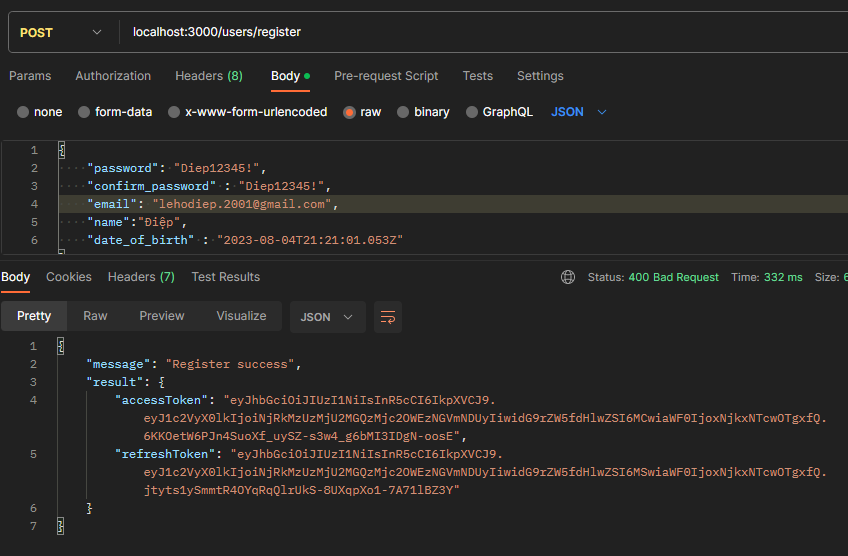 POST localhost:3000/users/register
Params Authorization Headers (8) Body Pre-request Script Tests Settings
none form-data x-www-form-urlencoded raw binary GraphQL JSON
1 {
2 "password": "Diep12345!",
3 "confirm_password" : "Diep12345!",
4 "email": "lehodiep.2001@gmail.com",
5 "name":"Điệp",
6 "date_of_birth" : "2023-08-04T21:21:01.053Z"
Body Cookies Headers (7) Test Results Status: 400 Bad Request Time: 332 ms Size: 6
Pretty Raw Preview Visualize JSON
1 {
2 "message": "Register success",
3 "result": {
4 "accessToken": "eyJhbGciOiJIUzI1NiIsInR5cCI6IkpXVCJ9.
eyJ1c2VyX0lkIjoiNjRkMzUzMjU2MGQzMjc2OWEzNGVmNDUyIiwidG9rZW5fdHlwZSI6MCwiaWF0IjoxNjkxNTcwOTgxfQ.
6KKOetW6PJn4SuoXf_uySZ-s3w4_g6bMI3IDgN-oosE",
5 "refreshToken": "eyJhbGciOiJIUzI1NiIsInR5cCI6IkpXVCJ9.
eyJ1c2VyX0lkIjoiNjRkMzUzMjU2MGQzMjc2OWEzNGVmNDUyIiwidG9rZW5fdHlwZSI6MSwiaWF0IjoxNjkxNTcwOTgxfQ.
jtyts1ySmmtR4OYqRqQlrUkS-8UXqpXo1-7A71lBZ3Y"
6 }
7 }